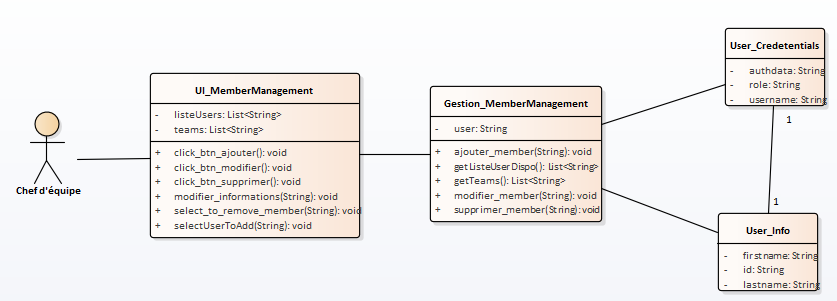 Chef d'équipe
UI_MemberManagement
- listeUsers: List<String>
- teams: List<String>
+ click_btn_ajouter(): void
+ click_btn_modifier(): void
+ click_btn_supprimer(): void
+ modifier_informations(String): void
+ select_to_remove_member(String): void
+ selectUserToAdd(String): void
Gestion_MemberManagement
- user: String
+ ajouter_member(String): void
+ getListeUserDispo(): List<String>
+ getTeams(): List<String>
+ modifier_member(String): void
+ supprimer_member(String): void
User_Credetentials
- authdata: String
- role: String
- username: String
1
1
User_Info
- firstname: String
- id: String
- lastname: String